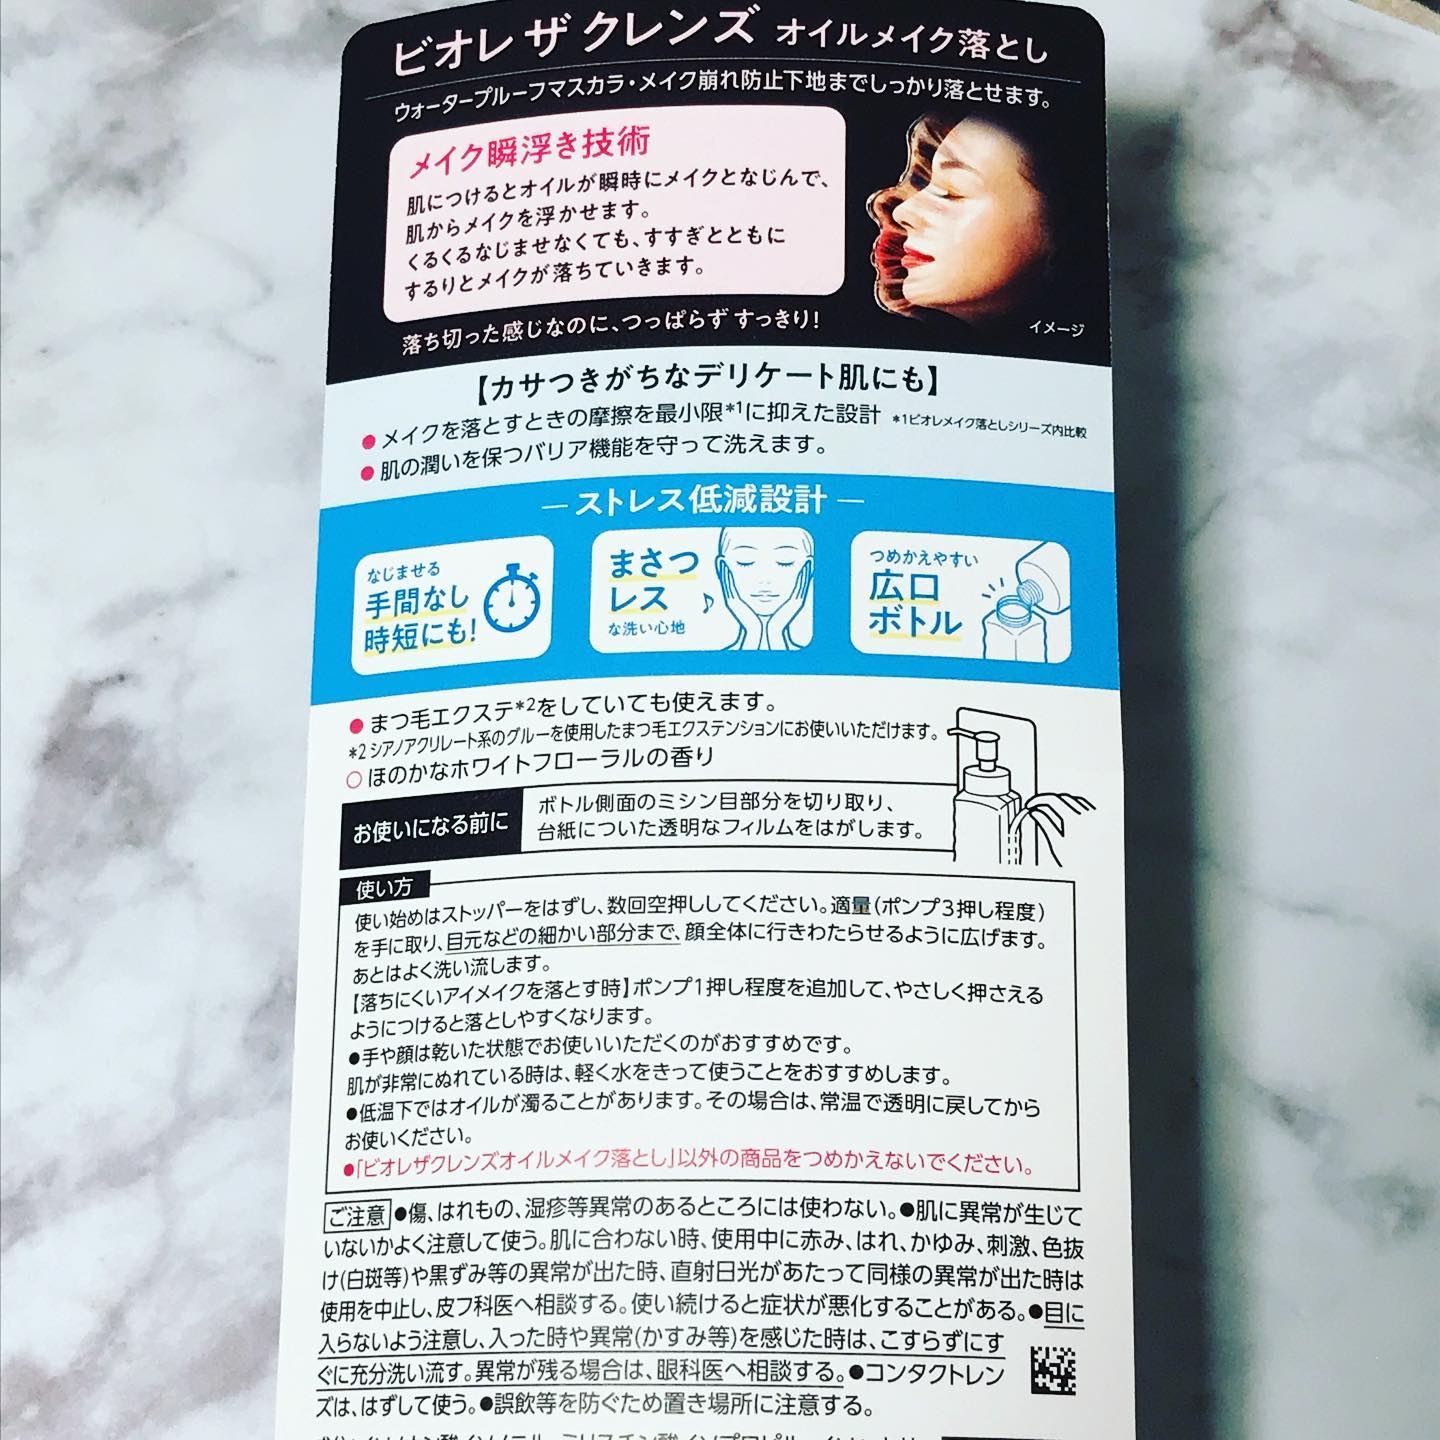 ビオレ ザ クレンズ オイルメイク落とし
ウォータープルーフマスカラ・メイク崩れ防止下地までしっかり落とせます。
メイク瞬浮き技術
肌につけるとオイルが瞬時にメイクとなじんで、
肌からメイクを浮かせます。
くるくるなじませなくても、すすぎとともに
するりとメイクが落ちていきます。
イメージ
落ち切った感じなのに、つっぱらず すっきり!
【カサつきがちなデリケート肌にも】
●メイクを落とすときの摩擦を最小限*1に抑えた設計 *1ビオレメイク落としシリーズ内比較
●肌の潤いを保つバリア機能を守って洗えます。
―ストレス低減設計―
なじませる
手間なし
時短にも!
まさつ
レス
な洗い心地
つめかえやすい
広口
ボトル
●まつ毛エクステ*2をしていても使えます。
*2 シアノアクリレート系のグルーを使用したまつ毛エクステンションにお使いいただけます。
○ほのかなホワイトフローラルの香り
お使いになる前に
ボトル側面のミシン目部分を切り取り、
台紙についた透明なフィルムをはがします。
使い方
使い始めはストッパーをはずし、数回空押ししてください。適量(ポンプ3押し程度)
を手に取り、目元などの細かい部分まで、顔全体に行きわたらせるように広げます。
あとはよく洗い流します。
【落ちにくいアイメイクを落とす時】ポンプ1押し程度を追加して、やさしく押さえる
ようにつけると落としやすくなります。
●手や顔は乾いた状態でお使いいただくのがおすすめです。
肌が非常にぬれている時は、軽く水をきって使うことをおすすめします。
●低温下ではオイルが濁ることがあります。その場合は、常温で透明に戻してから
お使いください。
●「ビオレザクレンズオイルメイク落とし」以外の商品をつめかえないでください。
ご注意 ●傷、はれもの、湿疹等異常のあるところには使わない。●肌に異常が生じて
いないかよく注意して使う。肌に合わない時、使用中に赤み、はれ、かゆみ、刺激、色抜
け(白斑等)や黒ずみ等の異常が出た時、直射日光があたって同様の異常が出た時は
使用を中止し、皮フ科医へ相談する。使い続けると症状が悪化することがある。●目に
入らないよう注意し、入った時や異常(かすみ等)を感じた時は、こすらずにす
ぐに充分洗い流す。異常が残る場合は、眼科医へ相談する。●コンタクトレン
ズは、はずして使う。●誤飲等を防ぐため置き場所に注意する。